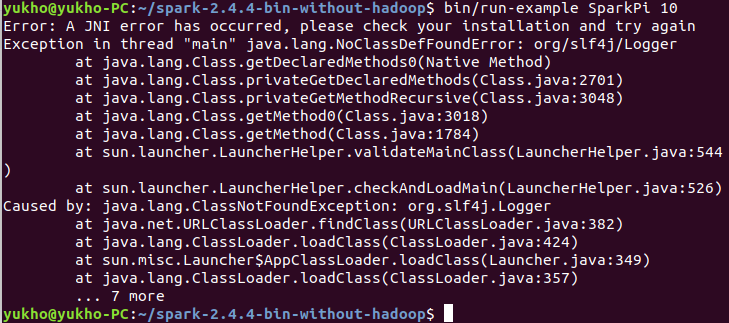 yukho@yukho-PC:~/spark-2.4.4-bin-without-hadoop$ bin/run-example SparkPi 10
Error: A JNI error has occurred, please check your installation and try again
Exception in thread "main" java.lang.NoClassDefFoundError: org/slf4j/Logger
        at java.lang.Class.getDeclaredMethods0(Native Method)
        at java.lang.Class.privateGetDeclaredMethods(Class.java:2701)
        at java.lang.Class.privateGetMethodRecursive(Class.java:3048)
        at java.lang.Class.getMethod0(Class.java:3018)
        at java.lang.Class.getMethod(Class.java:1784)
        at sun.launcher.LauncherHelper.validateMainClass(LauncherHelper.java:544
)
        at sun.launcher.LauncherHelper.checkAndLoadMain(LauncherHelper.java:526)
Caused by: java.lang.ClassNotFoundException: org.slf4j.Logger
        at java.net.URLClassLoader.findClass(URLClassLoader.java:382)
        at java.lang.ClassLoader.loadClass(ClassLoader.java:424)
        at sun.misc.Launcher$AppClassLoader.loadClass(Launcher.java:349)
        at java.lang.ClassLoader.loadClass(ClassLoader.java:357)
        ... 7 more
yukho@yukho-PC:~/spark-2.4.4-bin-without-hadoop$